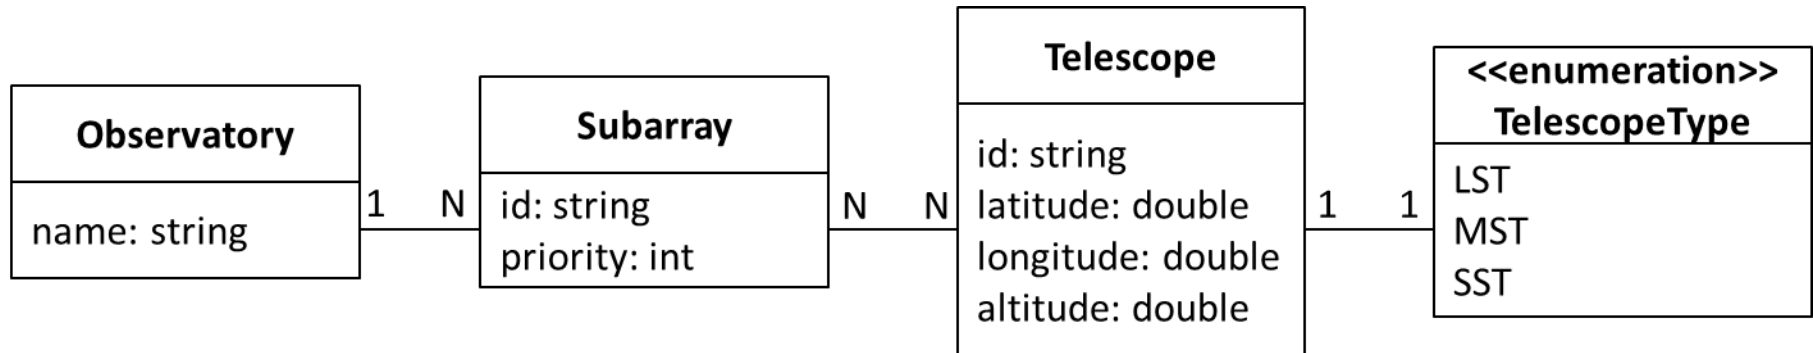 Observatory
name: string
1 N
Subarray
id: string
priority: int
N N
Telescope
id: string
latitude: double
longitude: double
altitude: double
1 1
<<enumeration>>
TelescopeType
LST
MST
SST